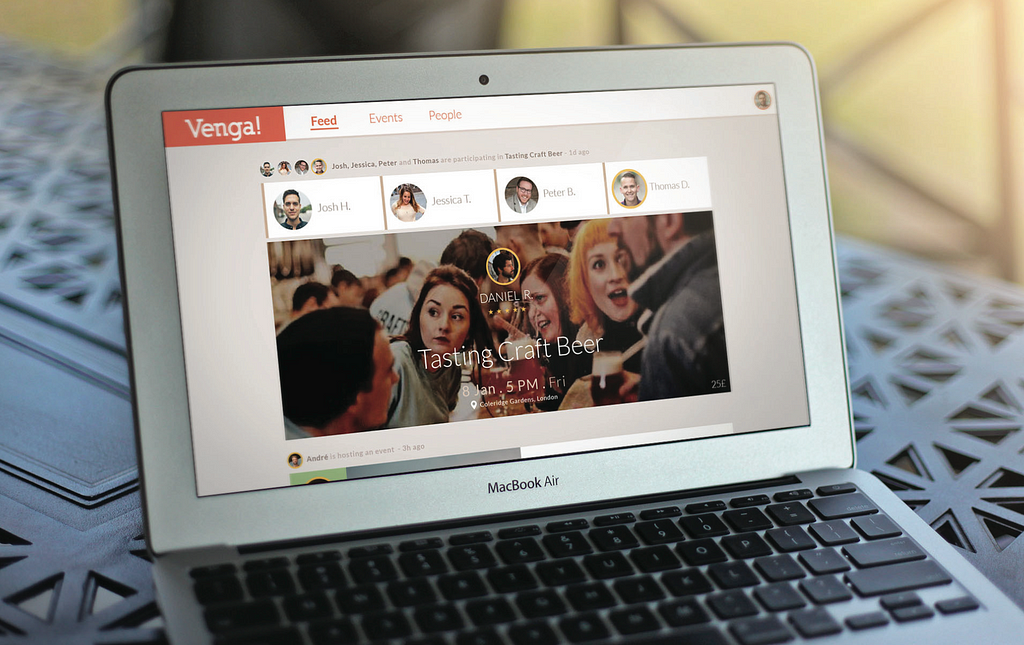 Venga!
Feed
Events
People
Josh, Jessica, Peter and Thomas are participating in Tasting Craft Beer - 1d ago
Josh H.
Jessica T.
Peter B.
Thomas D.
CRAFT
DANIEL R.
Tasting Craft Beer
8 Jan . 5 PM . Fri
Coleridge Gardens, London
25£
André is hosting an event - 3h ago
MacBook Air